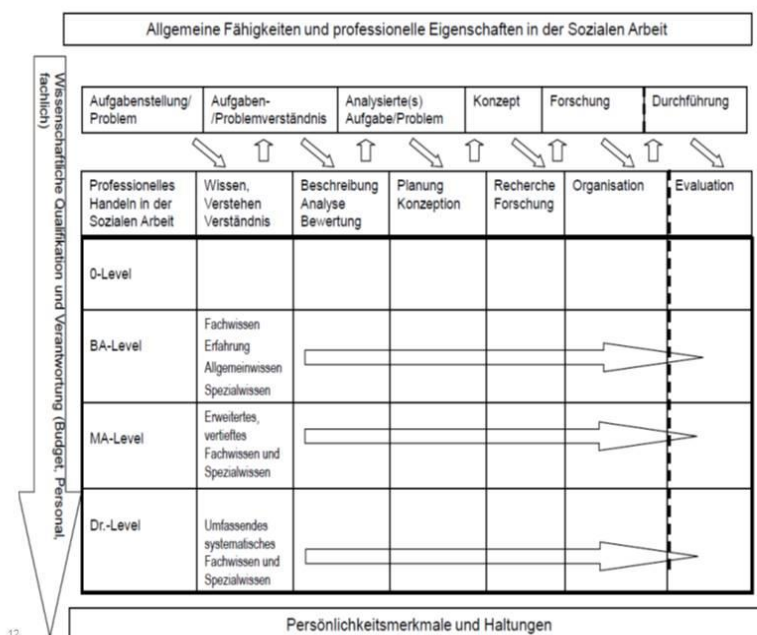 Allgemeine Fähigkeiten und professionelle Eigenschaften in der Sozialen Arbeit
Wissenschaftliche Qualifikation und Verantwortung (Budget, Personal,
fachlich)
Aufgabenstellung/
Problem
Aufgaben-
/Problemverständnis
Analysierte(s)
Aufgabe/Problem
Konzept
Forschung
Durchführung
Professionelles
Handeln in der
Sozialen Arbeit
Wissen,
Verstehen
Verständnis
Beschreibung
Analyse
Bewertung
Planung
Konzeption
Recherche
Forschung
Organisation
Evaluation
0-Level
BA-Level
Fachwissen
Erfahrung
Allgemeinwissen
Spezialwissen
MA-Level
Erweitertes,
vertieftes
Fachwissen und
Spezialwissen
Dr.-Level
Umfassendes
systematisches
Fachwissen und
Spezialwissen
Persönlichkeitsmerkmale und Haltungen
12